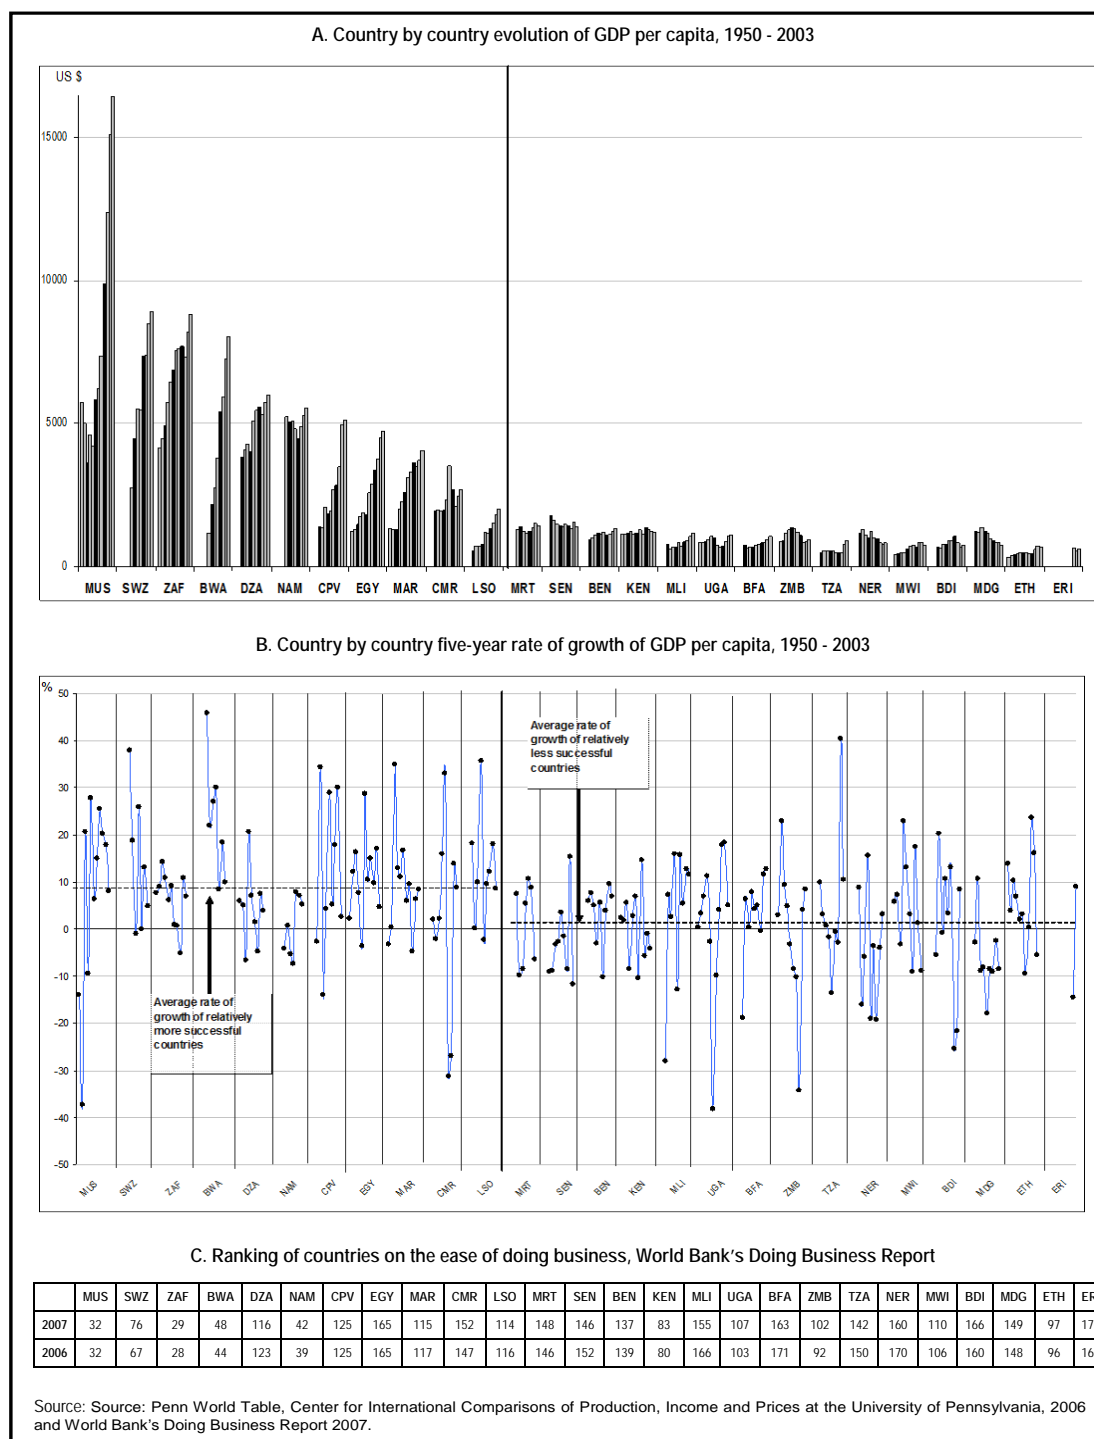 A. Country by country evolution of GDP per capita, 1950 - 2003
US $
15000
10000
5000
0
MUS SWZ ZAF BWA DZA NAM CPV EGY MAR CMR LSO MRT SEN BEN KEN MLI UGA BFA ZMB TZA NER MWI BDI MDG ETH ERI
B. Country by country five-year rate of growth of GDP per capita, 1950 - 2003
%
50
40
30
20
10
0
-10
-20
-30
-40
-50
Average rate of
growth of relatively
less successful
countries
Average rate of
growth of relatively
more successful
countries
MUS SWZ ZAF BWA DZA NAM CPV EGY MAR CMR LSO MRT SEN BEN KEN MLI UGA BFA ZMB TZA NER MWI BDI MDG ETH ERI
C. Ranking of countries on the ease of doing business, World Bank's Doing Business Report
MUS SWZ ZAF BWA DZA NAM CPV EGY MAR CMR LSO MRT SEN BEN KEN MLI UGA BFA ZMB TZA NER MWI BDI MDG ETH
2007 32 76 29 48 116 42 125 165 115 152 114 148 146 137 83 155 107 163 102 142 160 110 166 149 97
2006 32 67 28 44 123 39 125 165 117 147 116 146 152 139 80 166 103 171 92 150 170 106 160 148 96
Source: Source: Penn World Table, Center for International Comparisons of Production, Income and Prices at the University of Pennsylvania, 2006
and World Bank's Doing Business Report 2007.